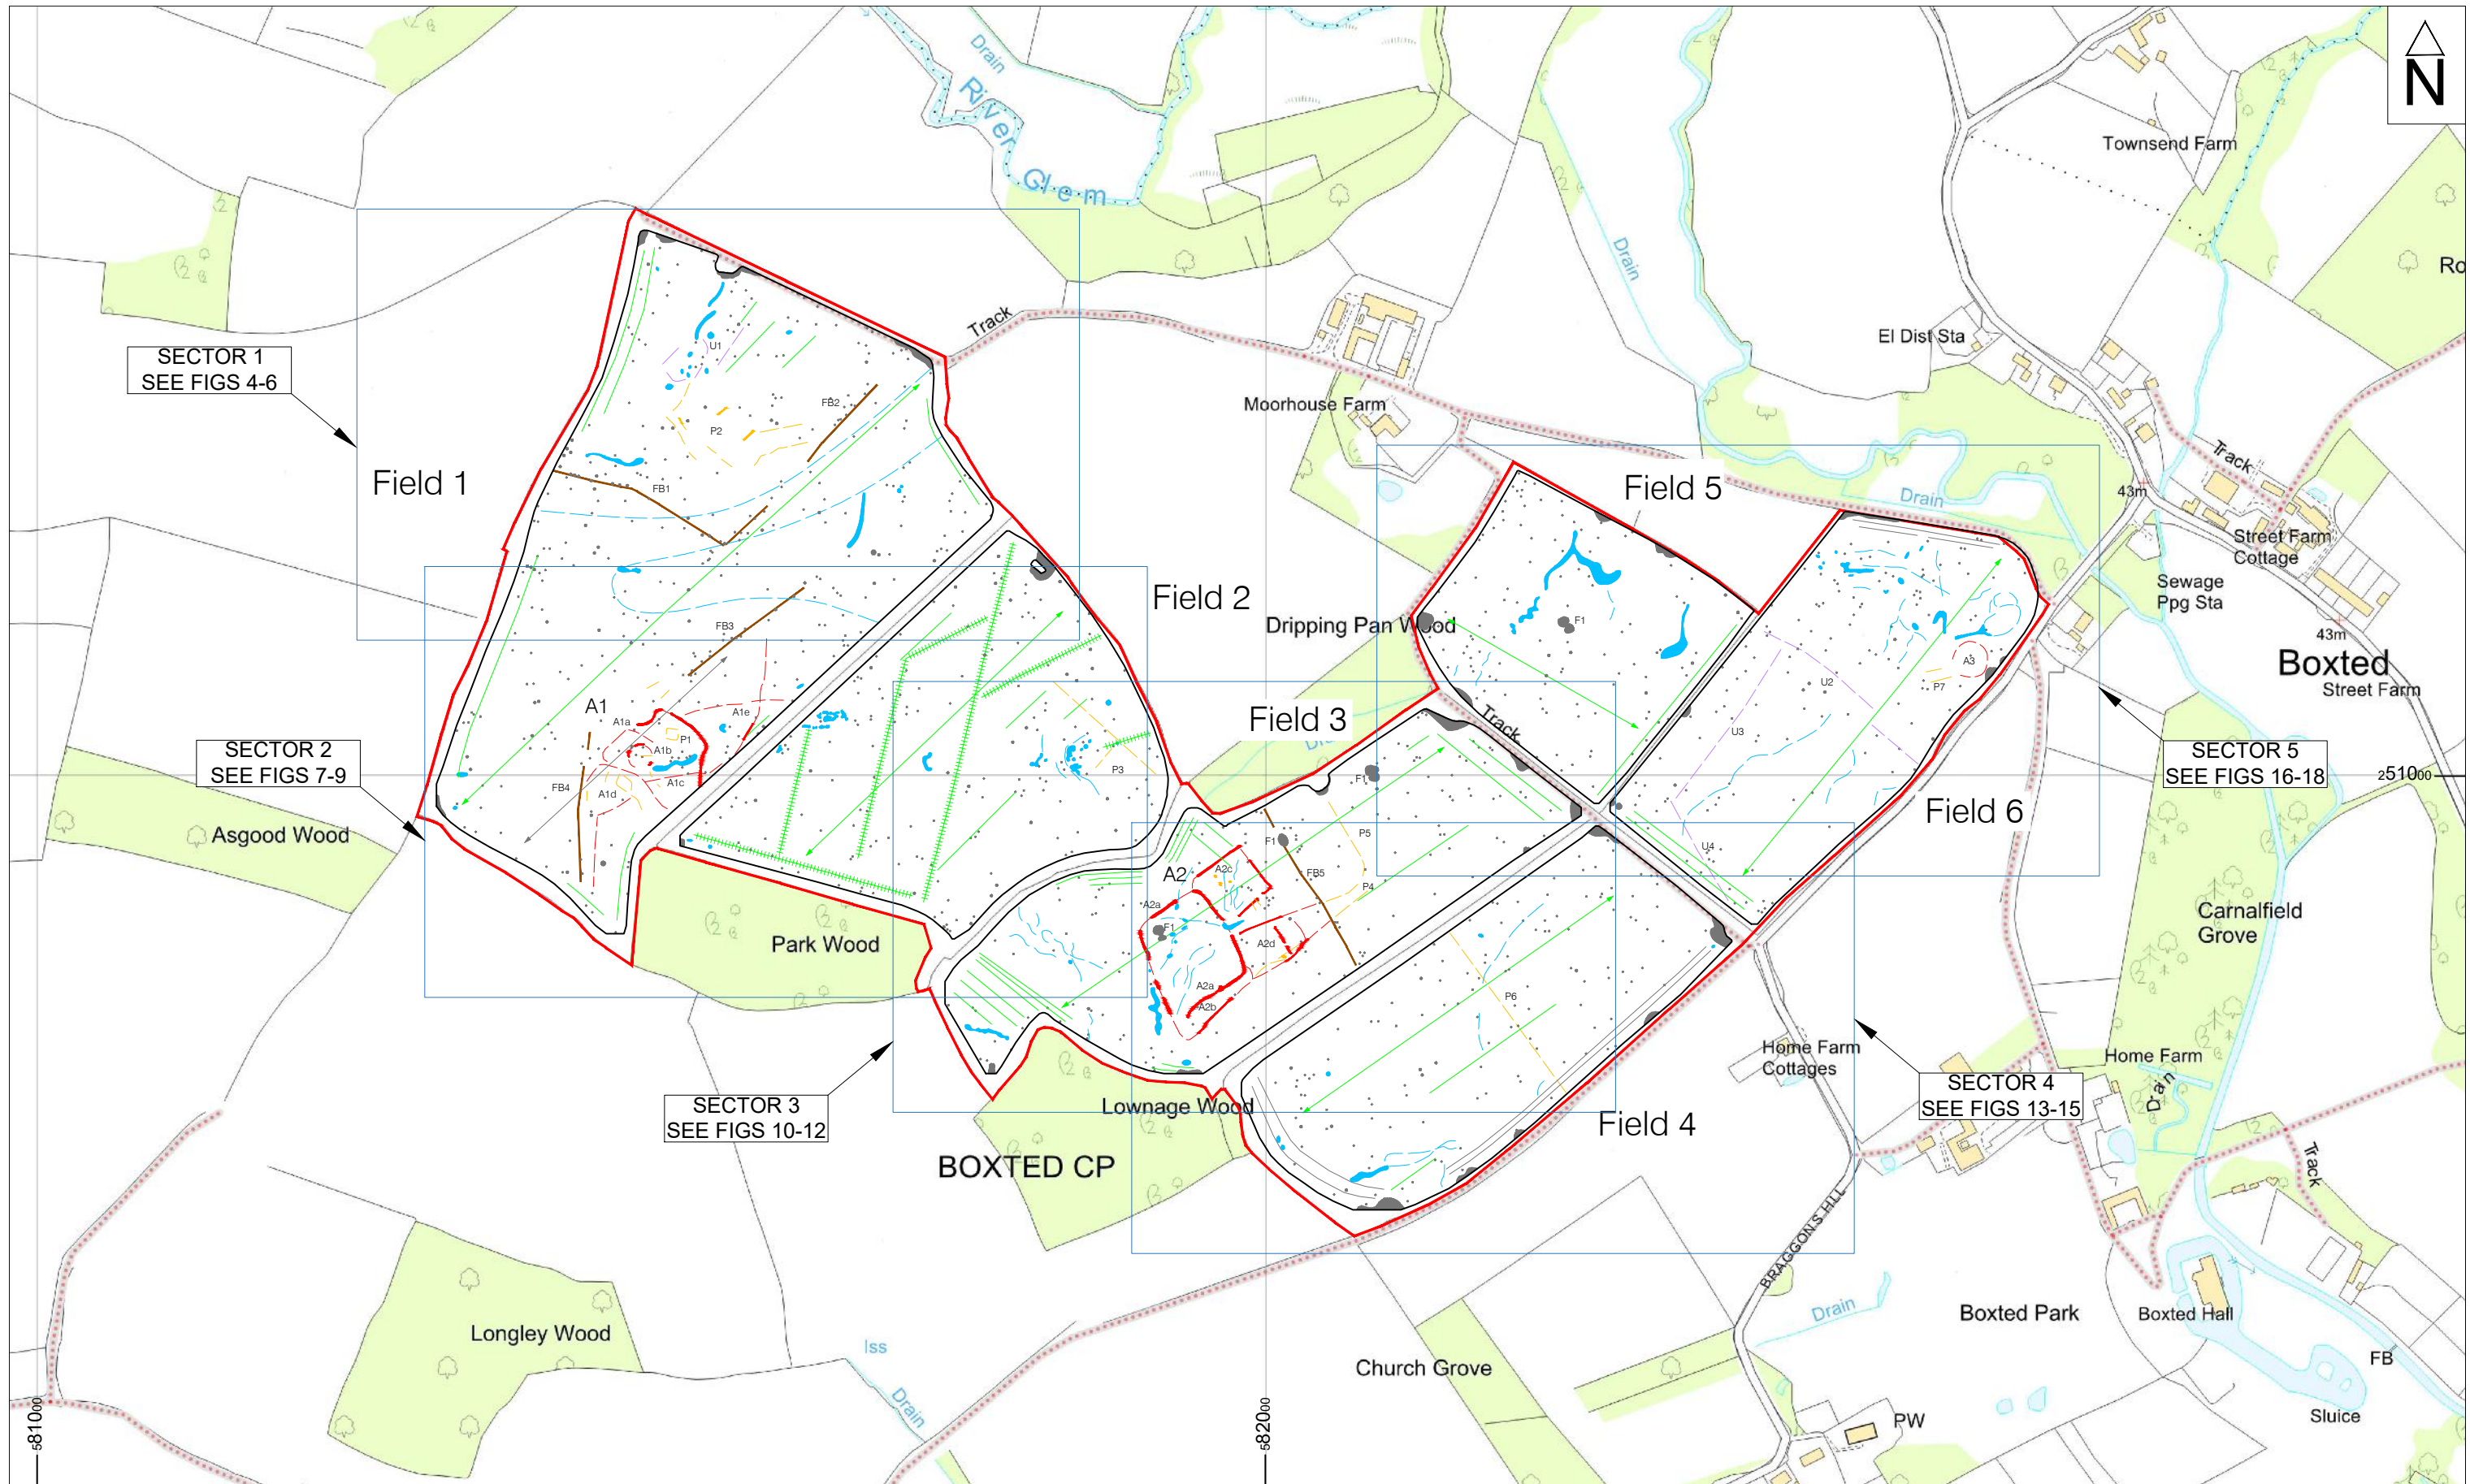 N
Drain
River
Glem
Townsend Farm
Ro
Drain
Track
El Dist Sta
SECTOR 1
SEE FIGS 4-6
U1
Moorhouse Farm
FB2
P2
Field 1
FB1
Track
43m
Field 5
Drain
Street Farm
Cottage
Sewage
Ppg Sta
Field 2
Dripping Pan Wood
F1
FB3
43m
Boxted
Street Farm
A3
U2
P7
A1
A1a
A1e
P1
A1b
Field 3
Track
U3
SECTOR 2
SEE FIGS 7-9
SECTOR 5
SEE FIGS 16-18
P3
F1
251000
A1c
FB4
A1d
Field 6
Asgood Wood
P5
F1
U4
A2
A2c
FB5
P4
A2a
Carnalfield
Grove
F1
A2d
Park Wood
A2a
P6
A2b
Home Farm
Cottages
Home Farm
SECTOR 4
SEE FIGS 13-15
Drain
SECTOR 3
SEE FIGS 10-12
Lownage Wood
Field 4
BOXTED CP
Track
BRAGGON'S HILL
Drain
Boxted Park
Boxted Hall
Longley Wood
Iss
Church Grove
FB
Drain
Sluice
PW
581000
582000